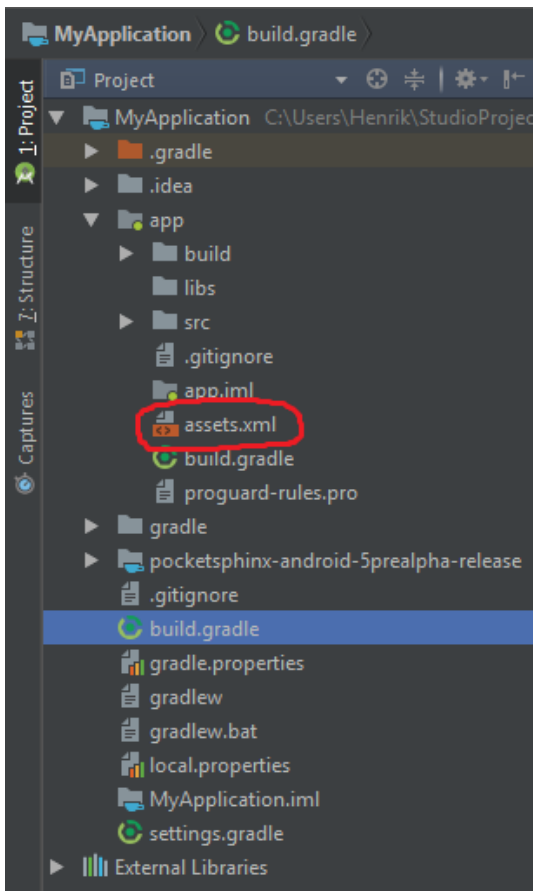 MyApplication build.gradle
1: Project
7: Structure
Captures
Project
MyApplication C:\Users\Henrik\StudioProjec
.gradle
.idea
app
build
libs
src
.gitignore
app.iml
assets.xml
build.gradle
proguard-rules.pro
gradle
pocketsphinx-android-5prealpha-release
.gitignore
build.gradle
gradle.properties
gradlew
gradlew.bat
local.properties
MyApplication.iml
settings.gradle
External Libraries